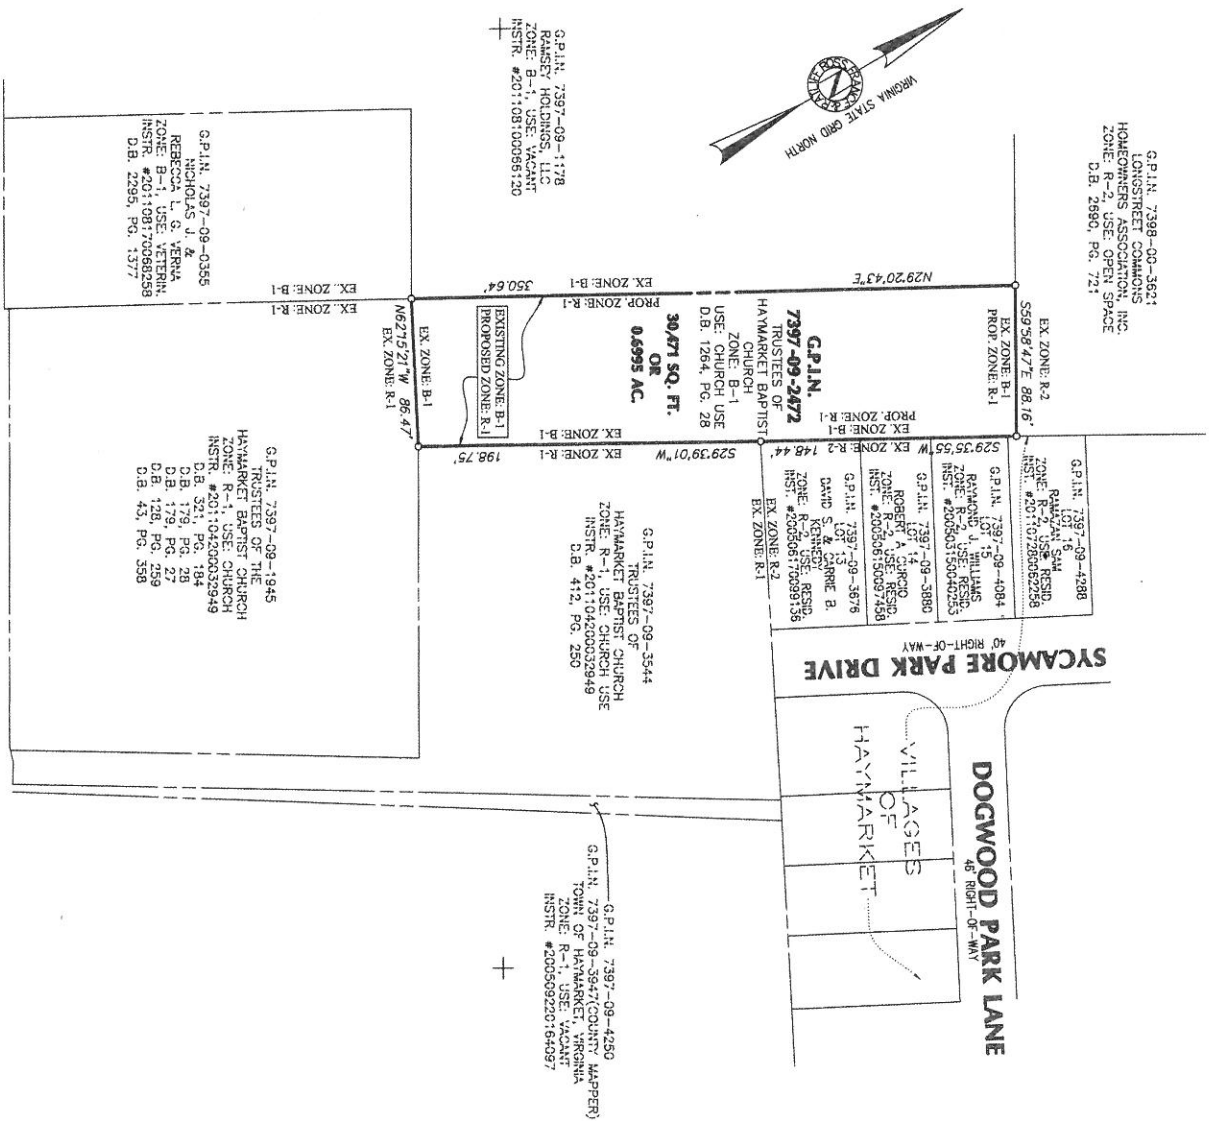 G.P.I.N. 7398-00-3621
LONGSTREET COMMONS
HOMEOWNERS ASSOCIATION, INC.
ZONE: R-2, USE: OPEN SPACE
D.B. 2690, PG. 721
VIRGINIA STATE GRID NORTH
G.P.I.N. 7397-09-1178
RAMSEY HOLDINGS, LLC
ZONE: B-1, USE: VACANT
INSTR. #201108100066120
G.P.I.N. 7397-09-0355
NICHOLAS J. &
REBECCA L. G. VERNA
ZONE: B-1, USE: VETERIN.
INSTR. #201108170068258
D.B. 2295, PG. 1377
EX. ZONE: R-2
S59°58'47"E 88.16'
EX. ZONE: B-1
PROP. ZONE: R-1
N29°20'43"E
350.64'
EX. ZONE: B-1
PROP. ZONE: R-1
G.P.I.N.
7397-09-2472
TRUSTEES OF
HAYMARKET BAPTIST
CHURCH
ZONE: B-1
USE: CHURCH USE
D.B. 1264, PG. 28
30,471 SQ. FT.
OR
0.6995 AC.
EXISTING ZONE: B-1
PROPOSED ZONE: R-1
EX. ZONE: B-1
N62°15'21"W 86.47'
EX. ZONE: R-1
EX. ZONE: B-1
EX. ZONE: R-1
PROP. ZONE: R-1
EX. ZONE: B-1
S29°35'55"W
EX. ZONE: R-2
148.44'
EX. ZONE: B-1
S29°39'01"W
EX. ZONE: R-1
198.75'
G.P.I.N. 7397-09-4288
LOT 16
RAMAZAN SAM
ZONE: R-2, USE: RESID.
INST. #201107280062258
G.P.I.N. 7397-09-4084
LOT 15
RAYMOND J. WILLIAMS
ZONE: R-2, USE: RESID.
INST. #200503150040253
G.P.I.N. 7397-09-3880
LOT 14
ROBERT A CURCIO
ZONE: R-2, USE: RESID.
INST. #200506150097458
G.P.I.N. 7397-09-3676
LOT 13
DAVID S. & CARRIE B.
KENNEDY
ZONE: R-2, USE: RESID.
INST. #200506170099136
EX. ZONE: R-2
EX. ZONE: R-1
G.P.I.N. 7397-09-3544
TRUSTEES OF
HAYMARKET BAPTIST CHURCH
ZONE: R-1, USE: CHURCH USE
INSTR. #201104200032949
D.B. 412, PG. 250
G.P.I.N. 7397-09-1945
TRUSTEES OF THE
HAYMARKET BAPTIST CHURCH
ZONE: R-1, USE: CHURCH
INSTR. #201104200032949
D.B. 321, PG. 184
D.B. 179, PG. 28
D.B. 179, PG. 27
D.B. 128, PG. 259
D.B. 43, PG. 358
SYCAMORE PARK DRIVE
40' RIGHT-OF-WAY
DOGWOOD PARK LANE
46' RIGHT-OF-WAY
VILLAGES
OF
HAYMARKET
G.P.I.N. 7397-09-4250
G.P.I.N. 7397-09-3947(COUNTY MAPPER)
TOWN OF HAYMARKET, VIRGINIA
ZONE: R-1, USE: VACANT
INSTR. #200509220164097